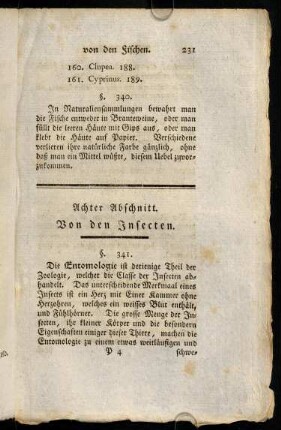 von den Fischen. 231
160. Clupea. 188.
161. Cyprinus. 189.
§. 340.
In Naturaliensammlungen bewahrt man
die Fische entweder in Branteweine, oder man
füllt die leeren Häute mit Gips aus, oder man
klebt die Häute auf Papier. Verschiedene
verlieren ihre natürliche Farbe gänzlich, ohne
daß man ein Mittel wüßte, diesem Uebel zuvor-
zukommen.
Achter Abschnitt.
Von den Insecten.
§. 341.
Die Entomologie ist derjenige Theil der
Zoologie, welcher die Classe der Insecten ab-
handelt. Das unterscheidende Merkmaal eines
Insects ist ein Herz mit Einer Kammer ohne
Herzohren, welches ein weisses Blut enthält,
und Fühlhörner. Die grosse Menge der In-
secten, ihr kleiner Körper und die besondern
Eigenschaften einiger dieser Thiere, machen die
Entomologie zu einem etwas weitläuftigen und
P 4 schwe-